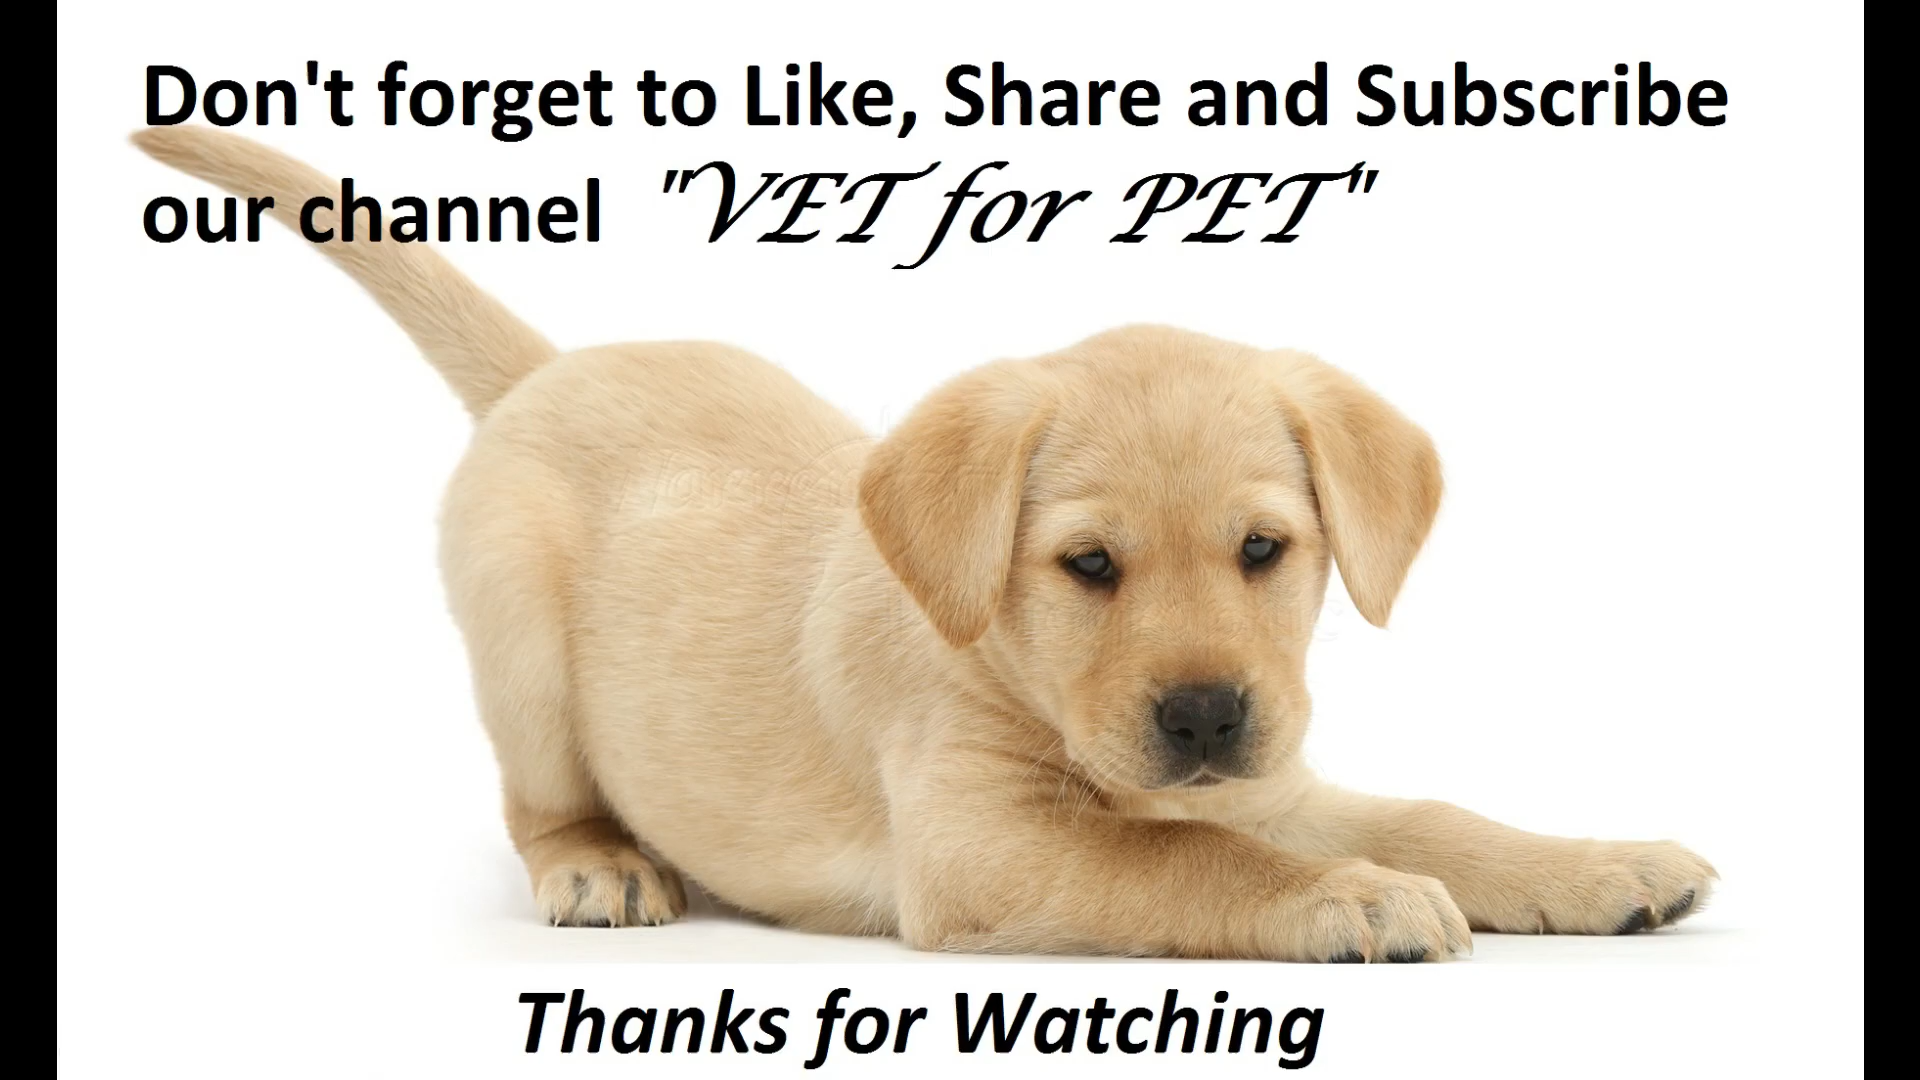 Don't forget to Like, Share and Subscribe
our channel "VET for PET"
Thanks for Watching